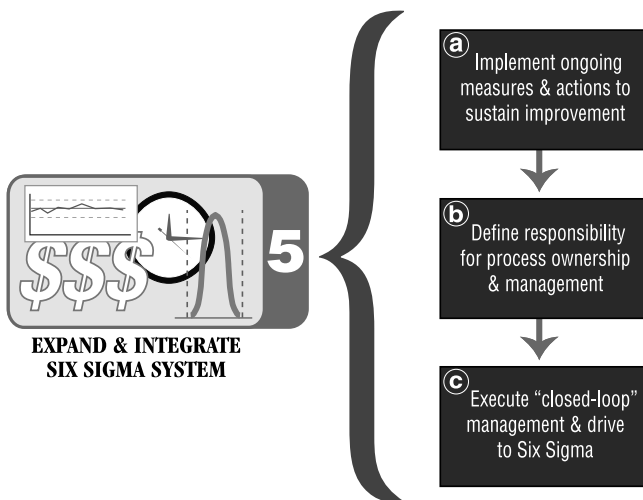 $$$
5
EXPAND & INTEGRATE
SIX SIGMA SYSTEM
a
Implement ongoing
measures & actions to
sustain improvement
b
Define responsibility
for process ownership
& management
c
Execute “closed-loop”
management & drive
to Six Sigma